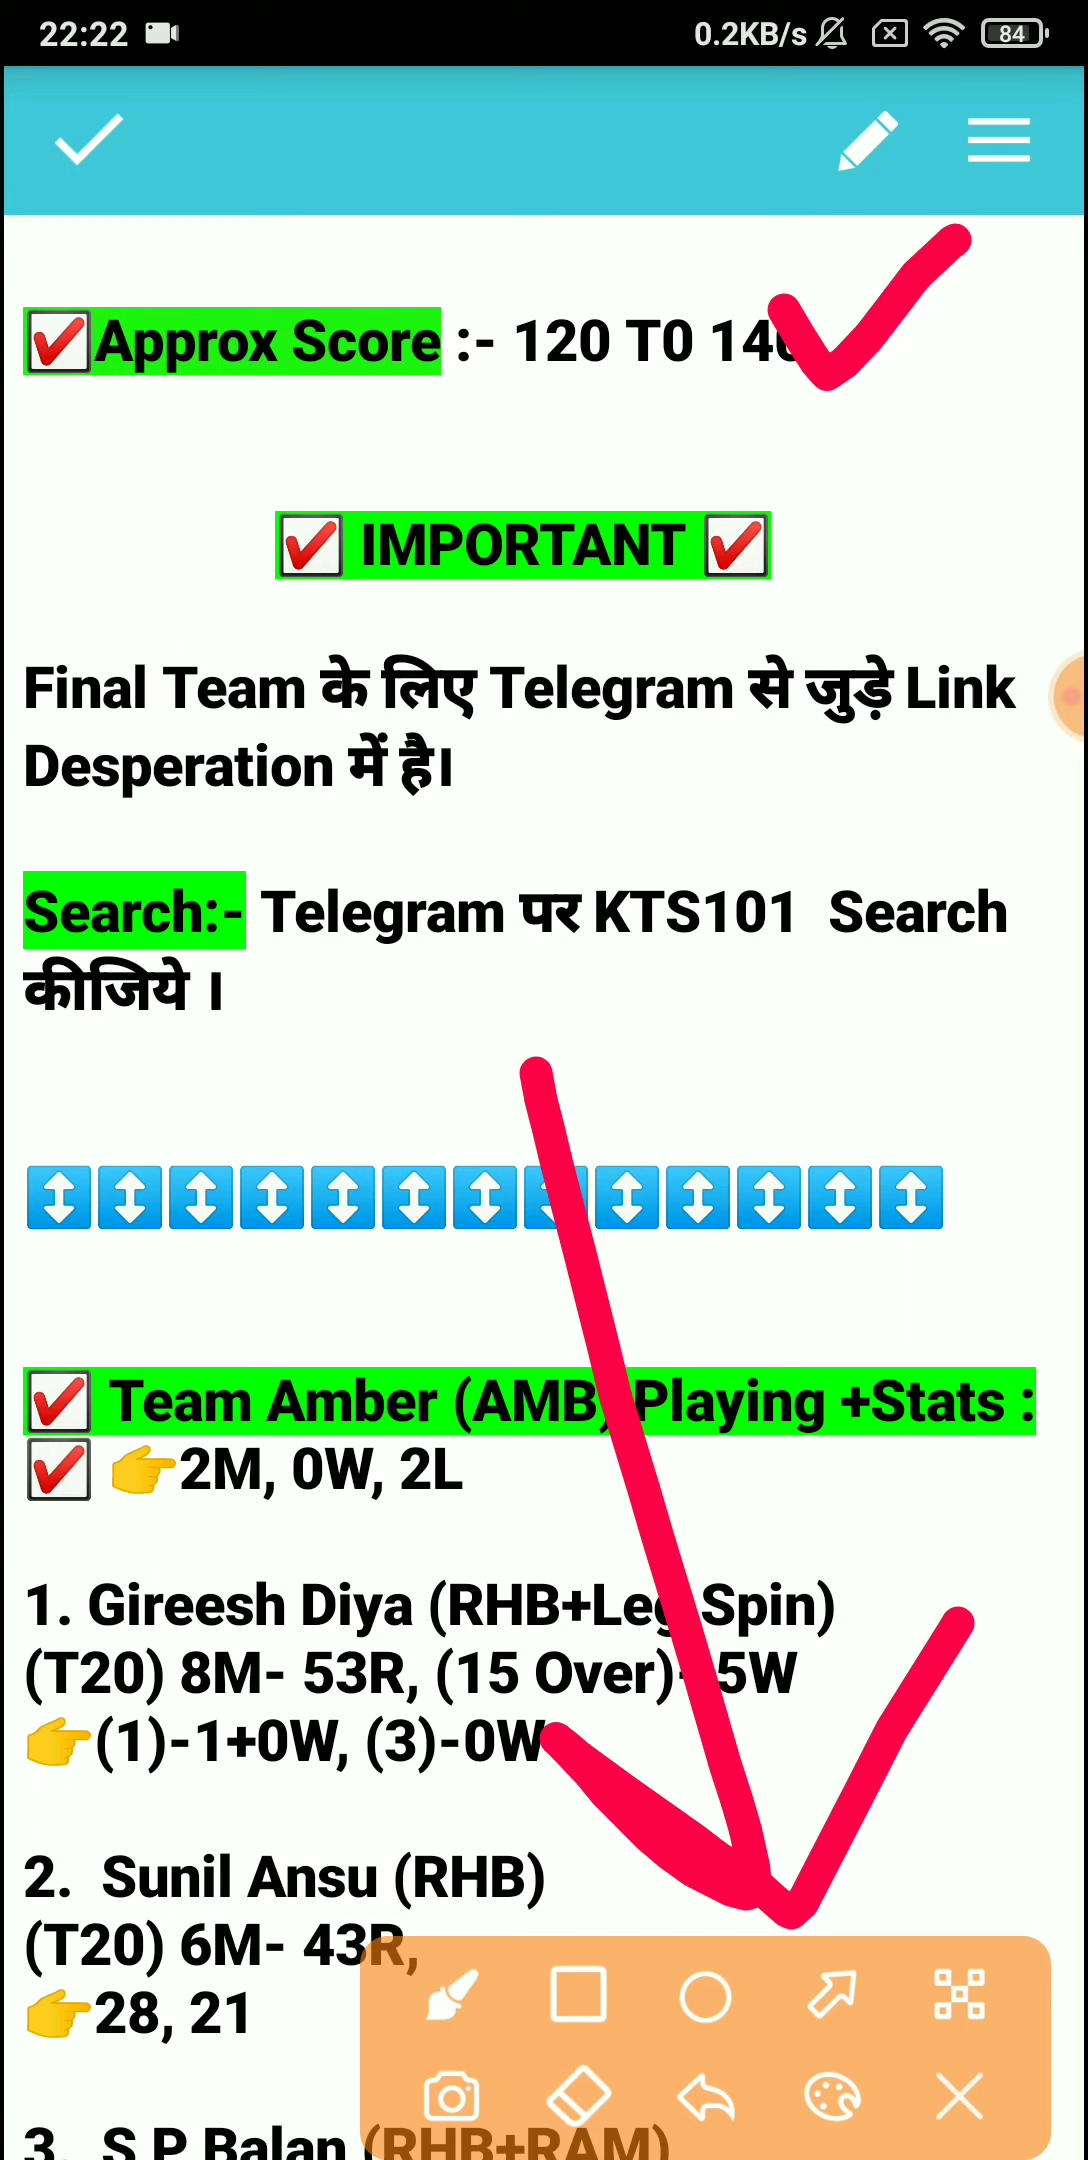 22:22 0.2KB/s 84
✔Approx Score :- 120 T0 140
✔ IMPORTANT ✔
Final Team के लिए Telegram से जुड़े Link
Desperation में है।
Search:- Telegram पर KTS101 Search
कीजिये ।
↕↕↕↕↕↕↕↕↕↕↕↕↕
✔ Team Amber (AMB) Playing +Stats :
✔ 👉2M, 0W, 2L
1. Gireesh Diya (RHB+Leg Spin)
(T20) 8M- 53R, (15 Over)- 5W
👉(1)-1+0W, (3)-0W
2. Sunil Ansu (RHB)
(T20) 6M- 43R,
👉28, 21
3. S P Balan (RHB+RAM)